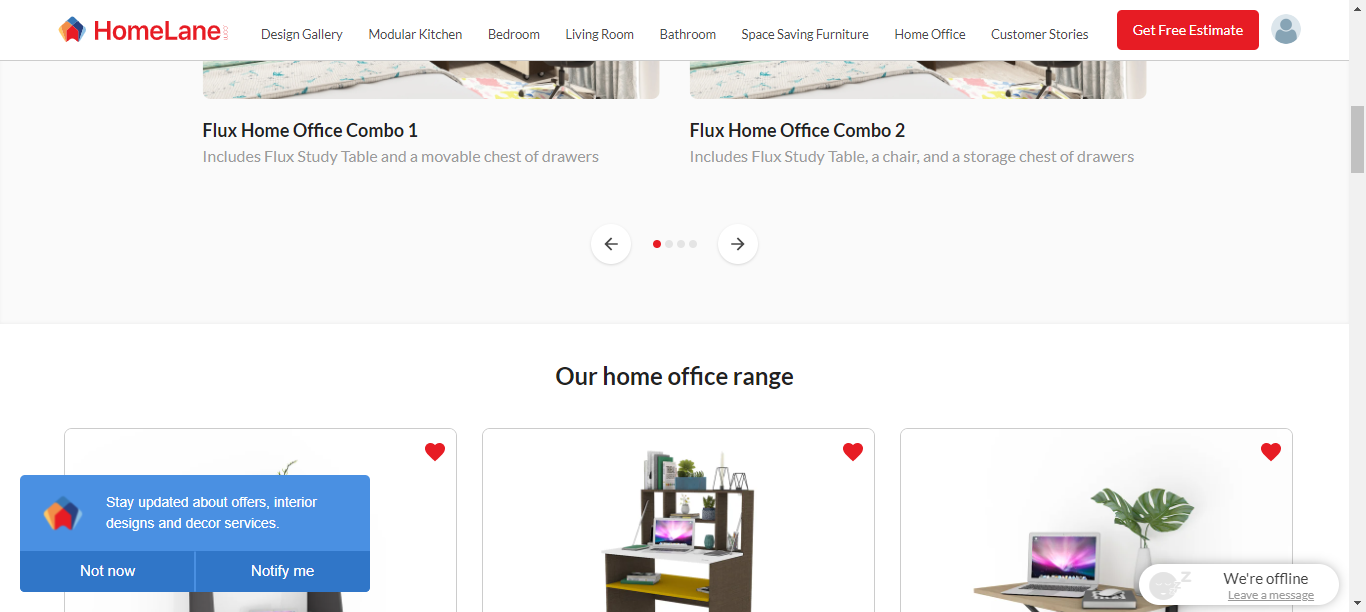 HomeLane
Design Gallery
Modular Kitchen
Bedroom
Living Room
Bathroom
Space Saving Furniture
Home Office
Customer Stories
Get Free Estimate
Flux Home Office Combo 1
Includes Flux Study Table and a movable chest of drawers
Flux Home Office Combo 2
Includes Flux Study Table, a chair, and a storage chest of drawers
Our home office range
Stay updated about offers, interior
designs and decor services.
Not now
Notify me
We're offline
Leave a message